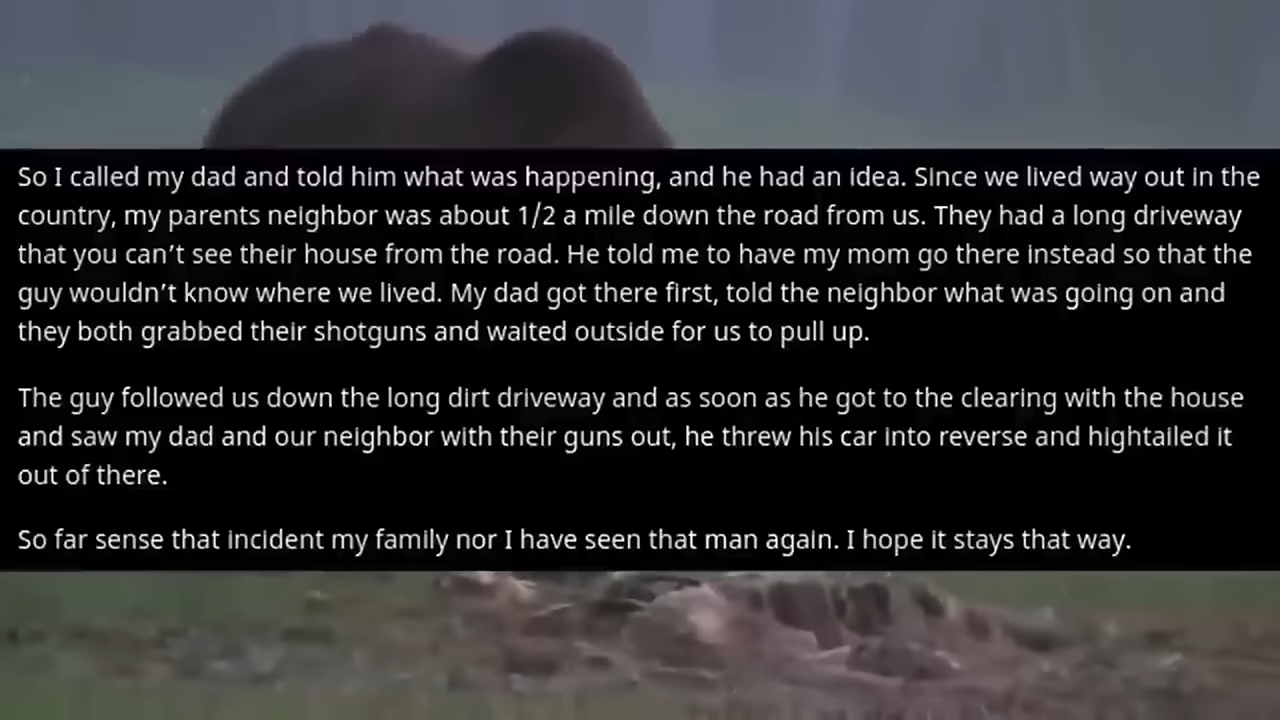 So I called my dad and told him what was happening, and he had an idea. Since we lived way out in the
country, my parents neighbor was about 1/2 a mile down the road from us. They had a long driveway
that you can’t see their house from the road. He told me to have my mom go there instead so that the
guy wouldn’t know where we lived. My dad got there first, told the neighbor what was going on and
they both grabbed their shotguns and waited outside for us to pull up.
The guy followed us down the long dirt driveway and as soon as he got to the clearing with the house
and saw my dad and our neighbor with their guns out, he threw his car into reverse and hightailed it
out of there.
So far sense that incident my family nor I have seen that man again. I hope it stays that way.